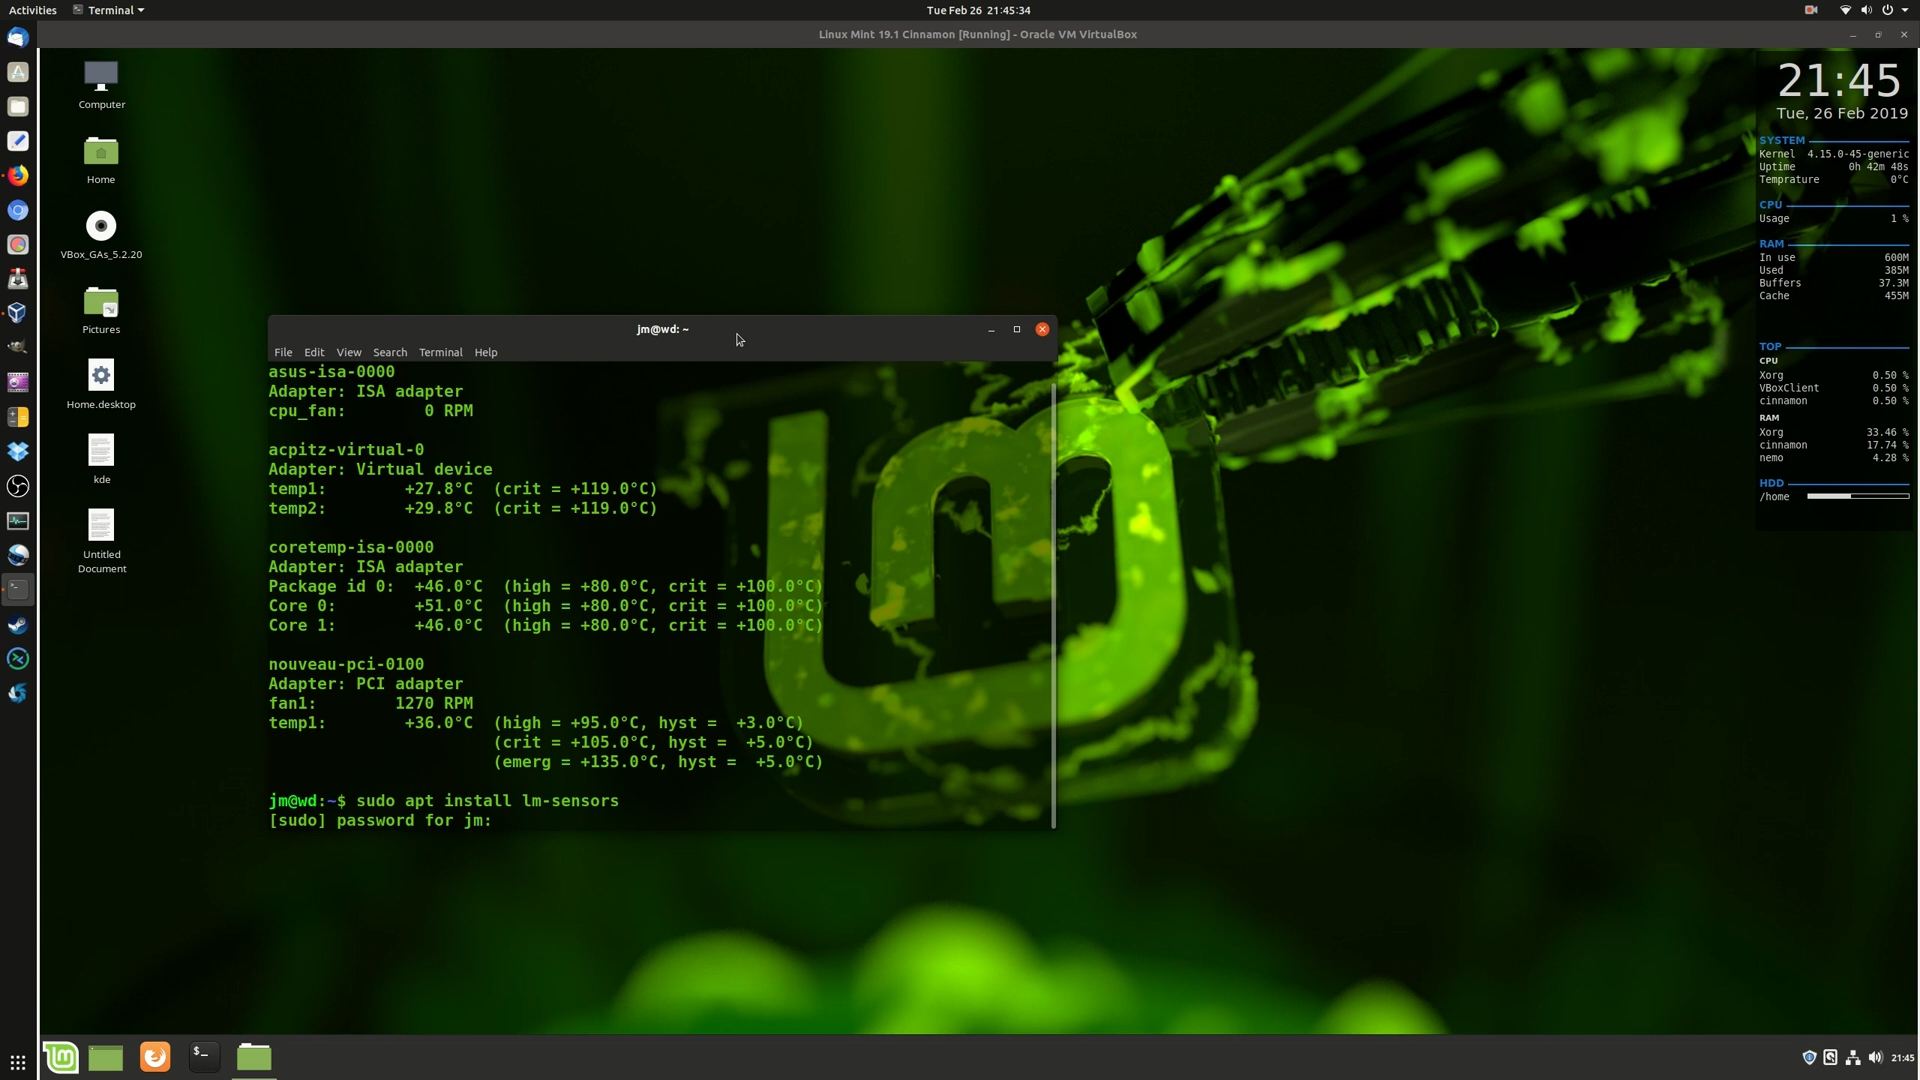 Activities Terminal Tue Feb 26 21:45:34
Linux Mint 19.1 Cinnamon [Running] - Oracle VM VirtualBox
Computer
Home
VBox_GAs_5.2.20
Pictures
Home.desktop
kde
Untitled
Document
jm@wd: ~
File Edit View Search Terminal Help
asus-isa-0000
Adapter: ISA adapter
cpu_fan: 0 RPM
acpitz-virtual-0
Adapter: Virtual device
temp1: +27.8°C (crit = +119.0°C)
temp2: +29.8°C (crit = +119.0°C)
coretemp-isa-0000
Adapter: ISA adapter
Package id 0: +46.0°C (high = +80.0°C, crit = +100.0°C)
Core 0: +51.0°C (high = +80.0°C, crit = +100.0°C)
Core 1: +46.0°C (high = +80.0°C, crit = +100.0°C)
nouveau-pci-0100
Adapter: PCI adapter
fan1: 1270 RPM
temp1: +36.0°C (high = +95.0°C, hyst = +3.0°C)
(crit = +105.0°C, hyst = +5.0°C)
(emerg = +135.0°C, hyst = +5.0°C)
jm@wd:~$ sudo apt install lm-sensors
[sudo] password for jm:
21:45
Tue, 26 Feb 2019
SYSTEM
Kernel 4.15.0-45-generic
Uptime 0h 42m 48s
Temprature 0°C
CPU
Usage 1 %
RAM
In use 600M
Used 385M
Buffers 37.3M
Cache 455M
TOP
CPU
Xorg 0.50 %
VBoxClient 0.50 %
cinnamon 0.50 %
RAM
Xorg 33.46 %
cinnamon 17.74 %
nemo 4.28 %
HDD
/home
$_
21:45